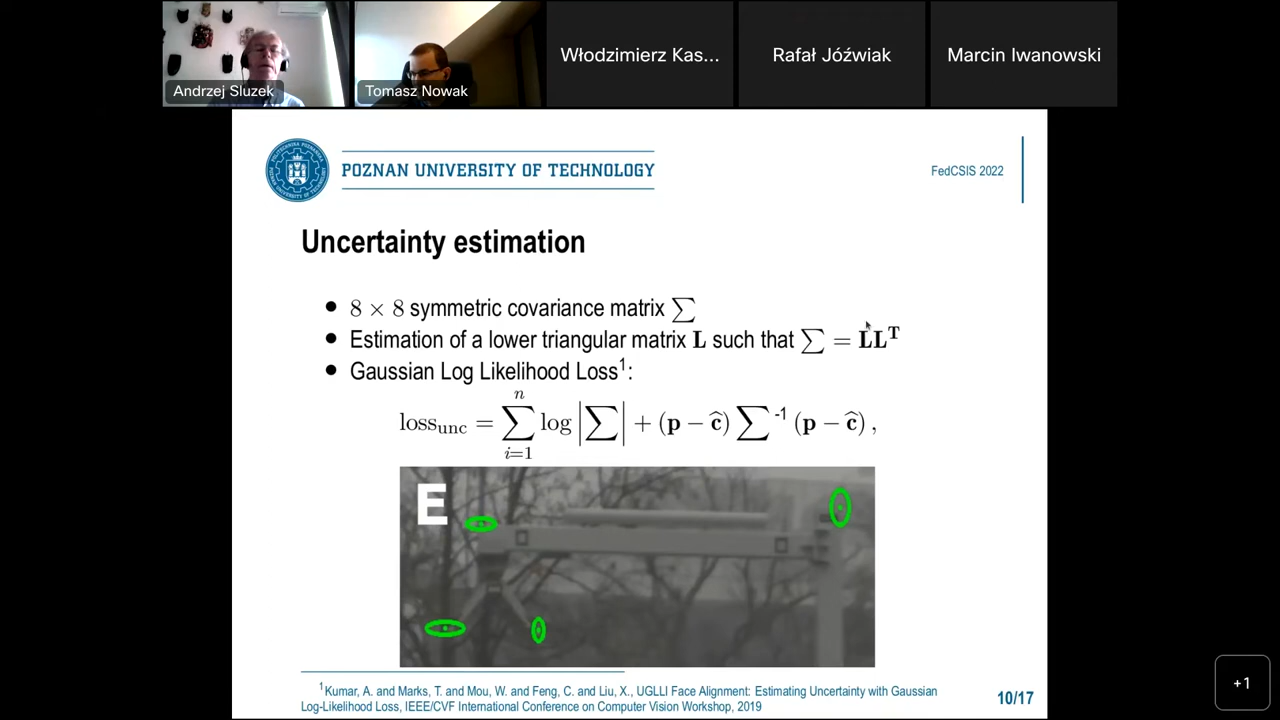 Andrzej Sluzek
Tomasz Nowak
Włodzimierz Kas...
Rafał Jóźwiak
Marcin Iwanowski
POZNAN UNIVERSITY OF TECHNOLOGY
FedCSIS 2022
Uncertainty estimation
• 8 × 8 symmetric covariance matrix ∑
• Estimation of a lower triangular matrix L such that ∑ = LLᵀ
• Gaussian Log Likelihood Loss¹:
loss_unc = ∑_{i=1}^{n} log |∑| + (p − ĉ) ∑⁻¹ (p − ĉ) ,
E
¹Kumar, A. and Marks, T. and Mou, W. and Feng, C. and Liu, X., UGLLI Face Alignment: Estimating Uncertainty with Gaussian
Log-Likelihood Loss, IEEE/CVF International Conference on Computer Vision Workshop, 2019
10/17
+1